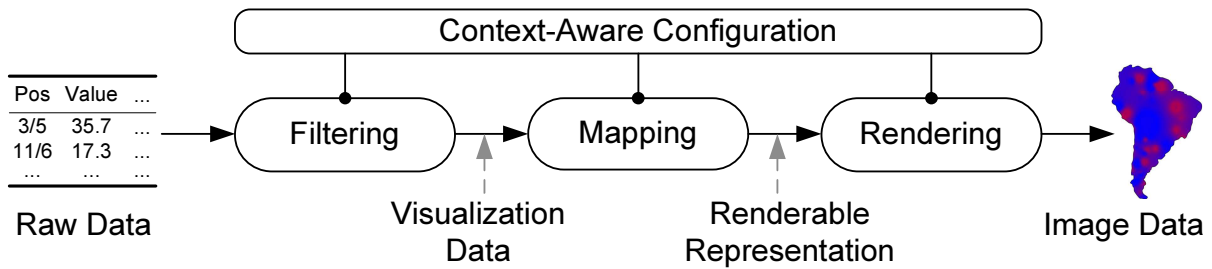 Context-Aware Configuration
Pos Value ...
3/5 35.7 ...
11/6 17.3 ...
... ... ...
Raw Data
Filtering
Mapping
Rendering
Visualization
Data
Renderable
Representation
Image Data